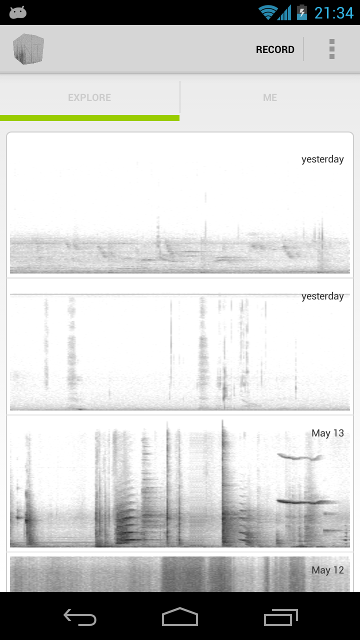 21:34
RECORD
EXPLORE
ME
yesterday
yesterday
May 13
May 12